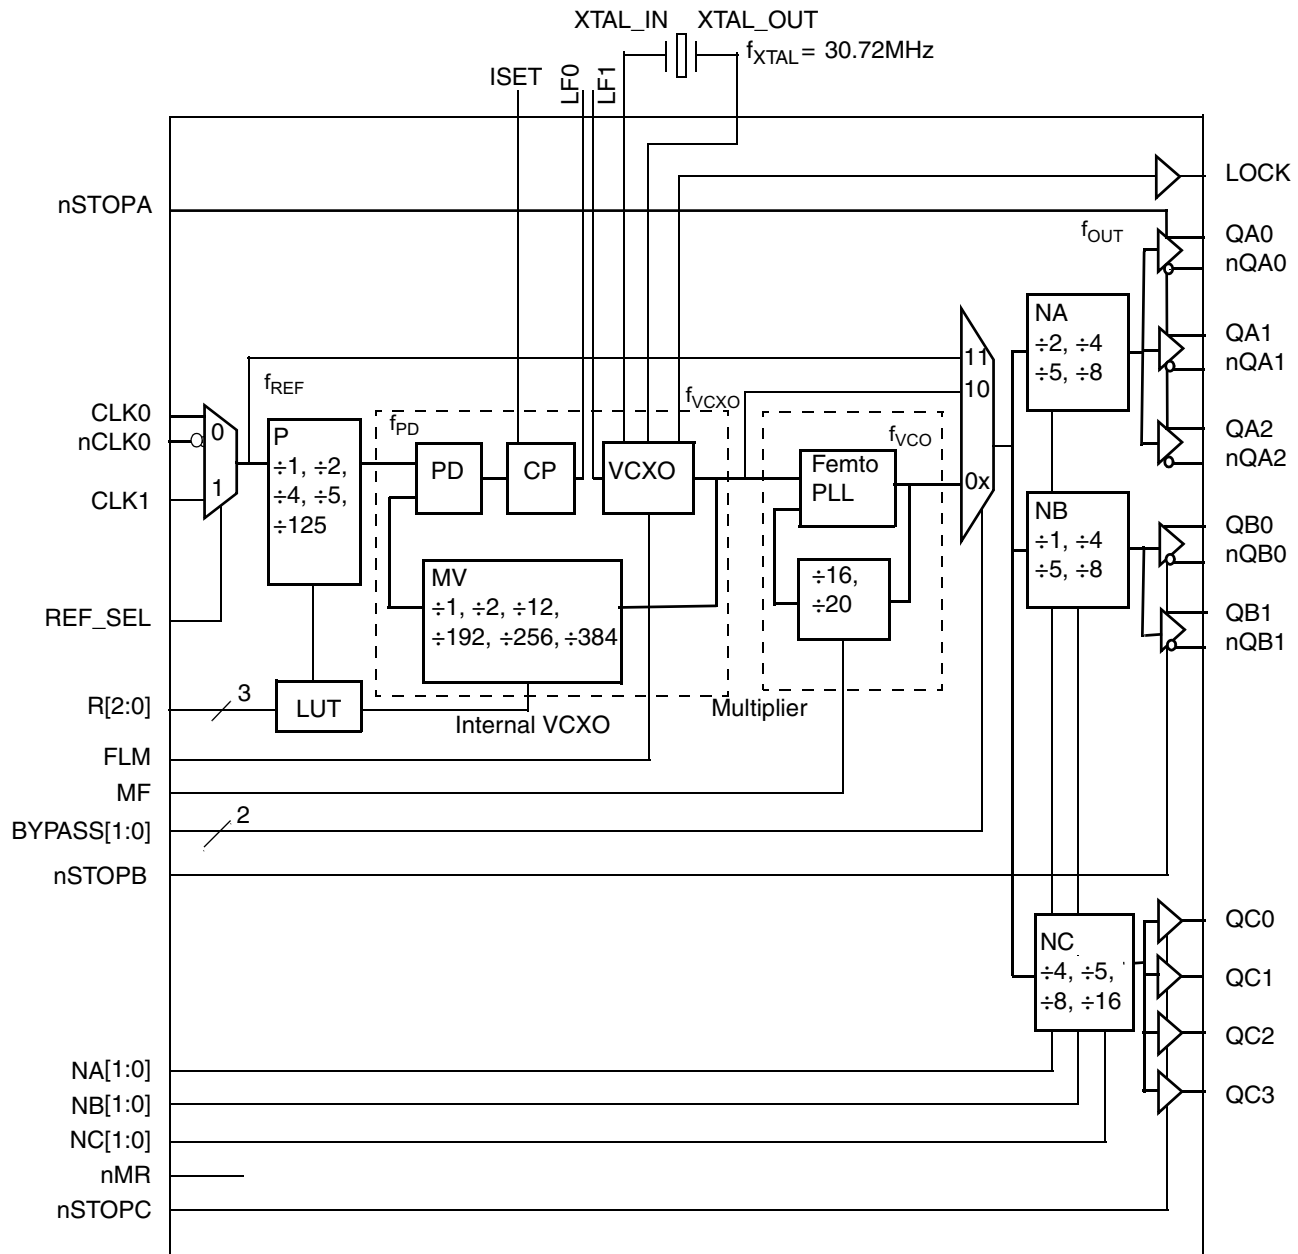 XTAL_IN XTAL_OUT
fXTAL = 30.72MHz
ISET
LF0
LF1
LOCK
nSTOPA
fOUT
QA0
nQA0
NA
÷2, ÷4
÷5, ÷8
QA1
nQA1
11
10
0x
fREF
fVCXO
CLK0
nCLK0
CLK1
0
1
P
÷1, ÷2,
÷4, ÷5,
÷125
fPD
PD
CP
VCXO
fVCO
Femto
PLL
QA2
nQA2
NB
÷1, ÷4
÷5, ÷8
QB0
nQB0
MV
÷1, ÷2, ÷12,
÷192, ÷256, ÷384
÷16,
÷20
REF_SEL
QB1
nQB1
R[2:0]
3
LUT
Internal VCXO
Multiplier
FLM
MF
BYPASS[1:0]
2
nSTOPB
NC
÷4, ÷5,
÷8, ÷16
QC0
QC1
QC2
QC3
NA[1:0]
NB[1:0]
NC[1:0]
nMR
nSTOPC